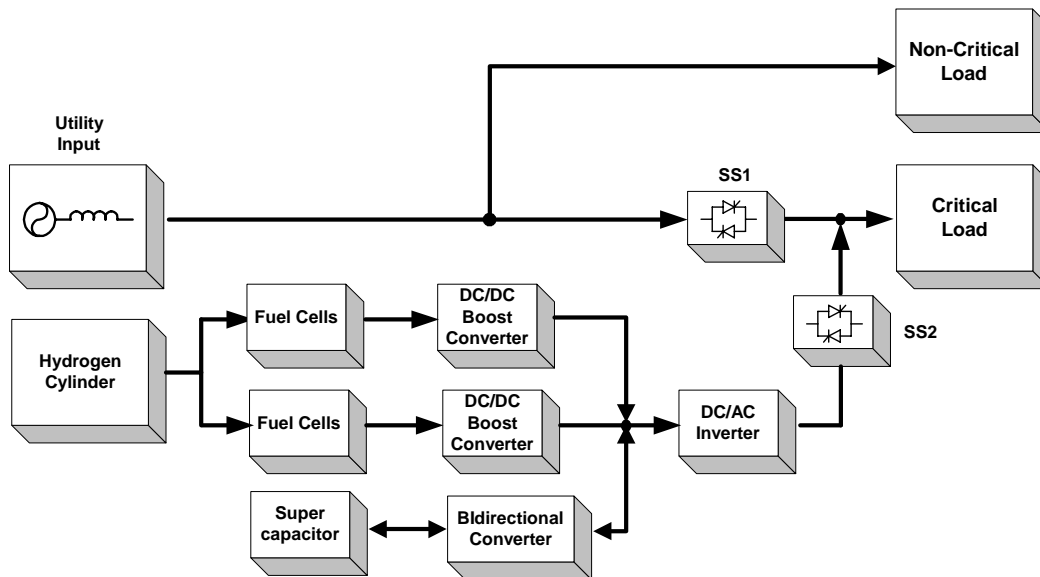 Non-Critical
Load
Utility
Input
SS1
Critical
Load
Fuel Cells
DC/DC
Boost
Converter
SS2
Hydrogen
Cylinder
Fuel Cells
DC/DC
Boost
Converter
DC/AC
Inverter
Super
capacitor
BIdirectional
Converter